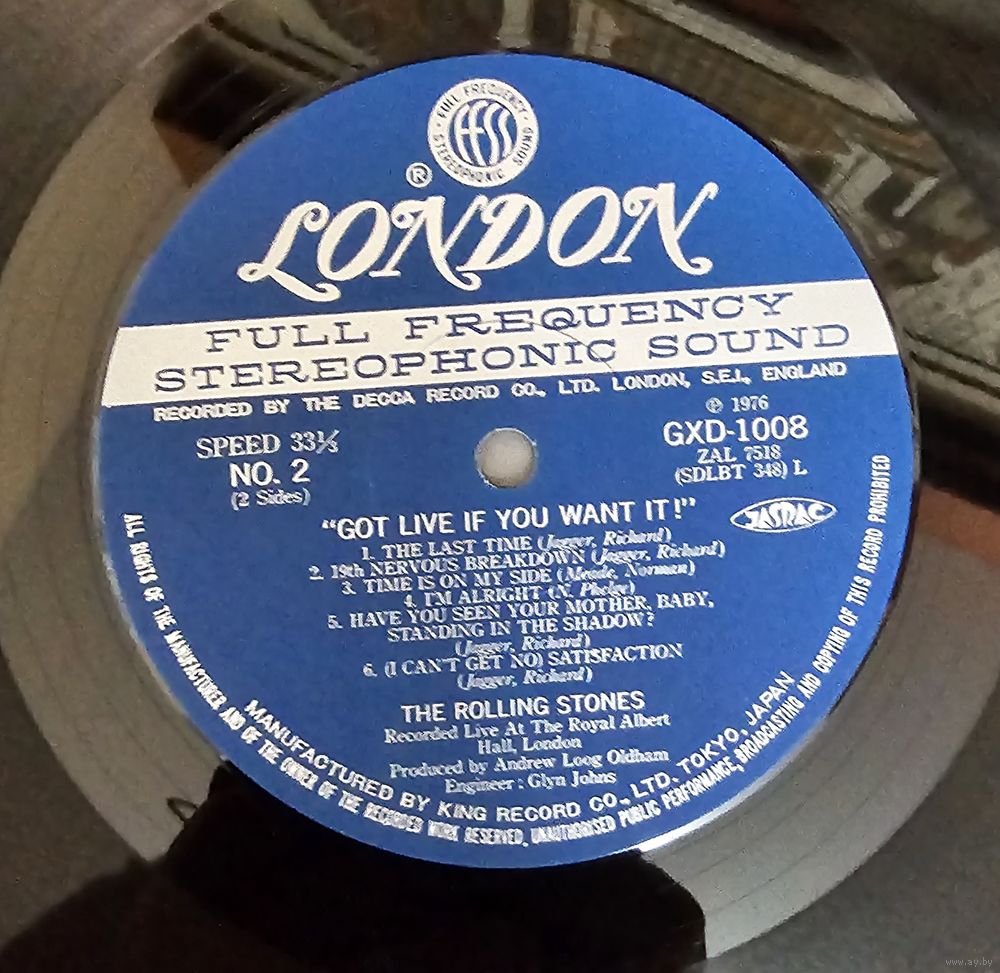 FULL FREQUENCY
STEREOPHONIC SOUND
ffss
®
LONDON
FULL FREQUENCY
STEREOPHONIC SOUND
RECORDED BY THE DECCA RECORD CO., LTD. LONDON, S.E.I., ENGLAND
℗ 1976
SPEED 33⅓
GXD-1008
NO. 2
ZAL 7518
(2 Sides)
(SDLBT 348) L
JASRAC
"GOT LIVE IF YOU WANT IT!"
1. THE LAST TIME (Jagger, Richard)
2. 19th NERVOUS BREAKDOWN (Jagger, Richard)
3. TIME IS ON MY SIDE (Meade, Norman)
4. I'M ALRIGHT (N. Phelge)
5. HAVE YOU SEEN YOUR MOTHER, BABY,
STANDING IN THE SHADOW?
(Jagger, Richard)
6. (I CAN'T GET NO) SATISFACTION
(Jagger, Richard)
THE ROLLING STONES
Recorded Live At The Royal Albert
Hall, London
Produced by Andrew Loog Oldham
Engineer : Glyn Johns
MANUFACTURED BY KING RECORD CO., LTD. TOKYO, JAPAN
ALL RIGHTS OF THE MANUFACTURER AND OF THE OWNER OF THE RECORDED WORK RESERVED. UNAUTHORISED PUBLIC PERFORMANCE, BROADCASTING AND COPYING OF THIS RECORD PROHIBITED
www.ay.by